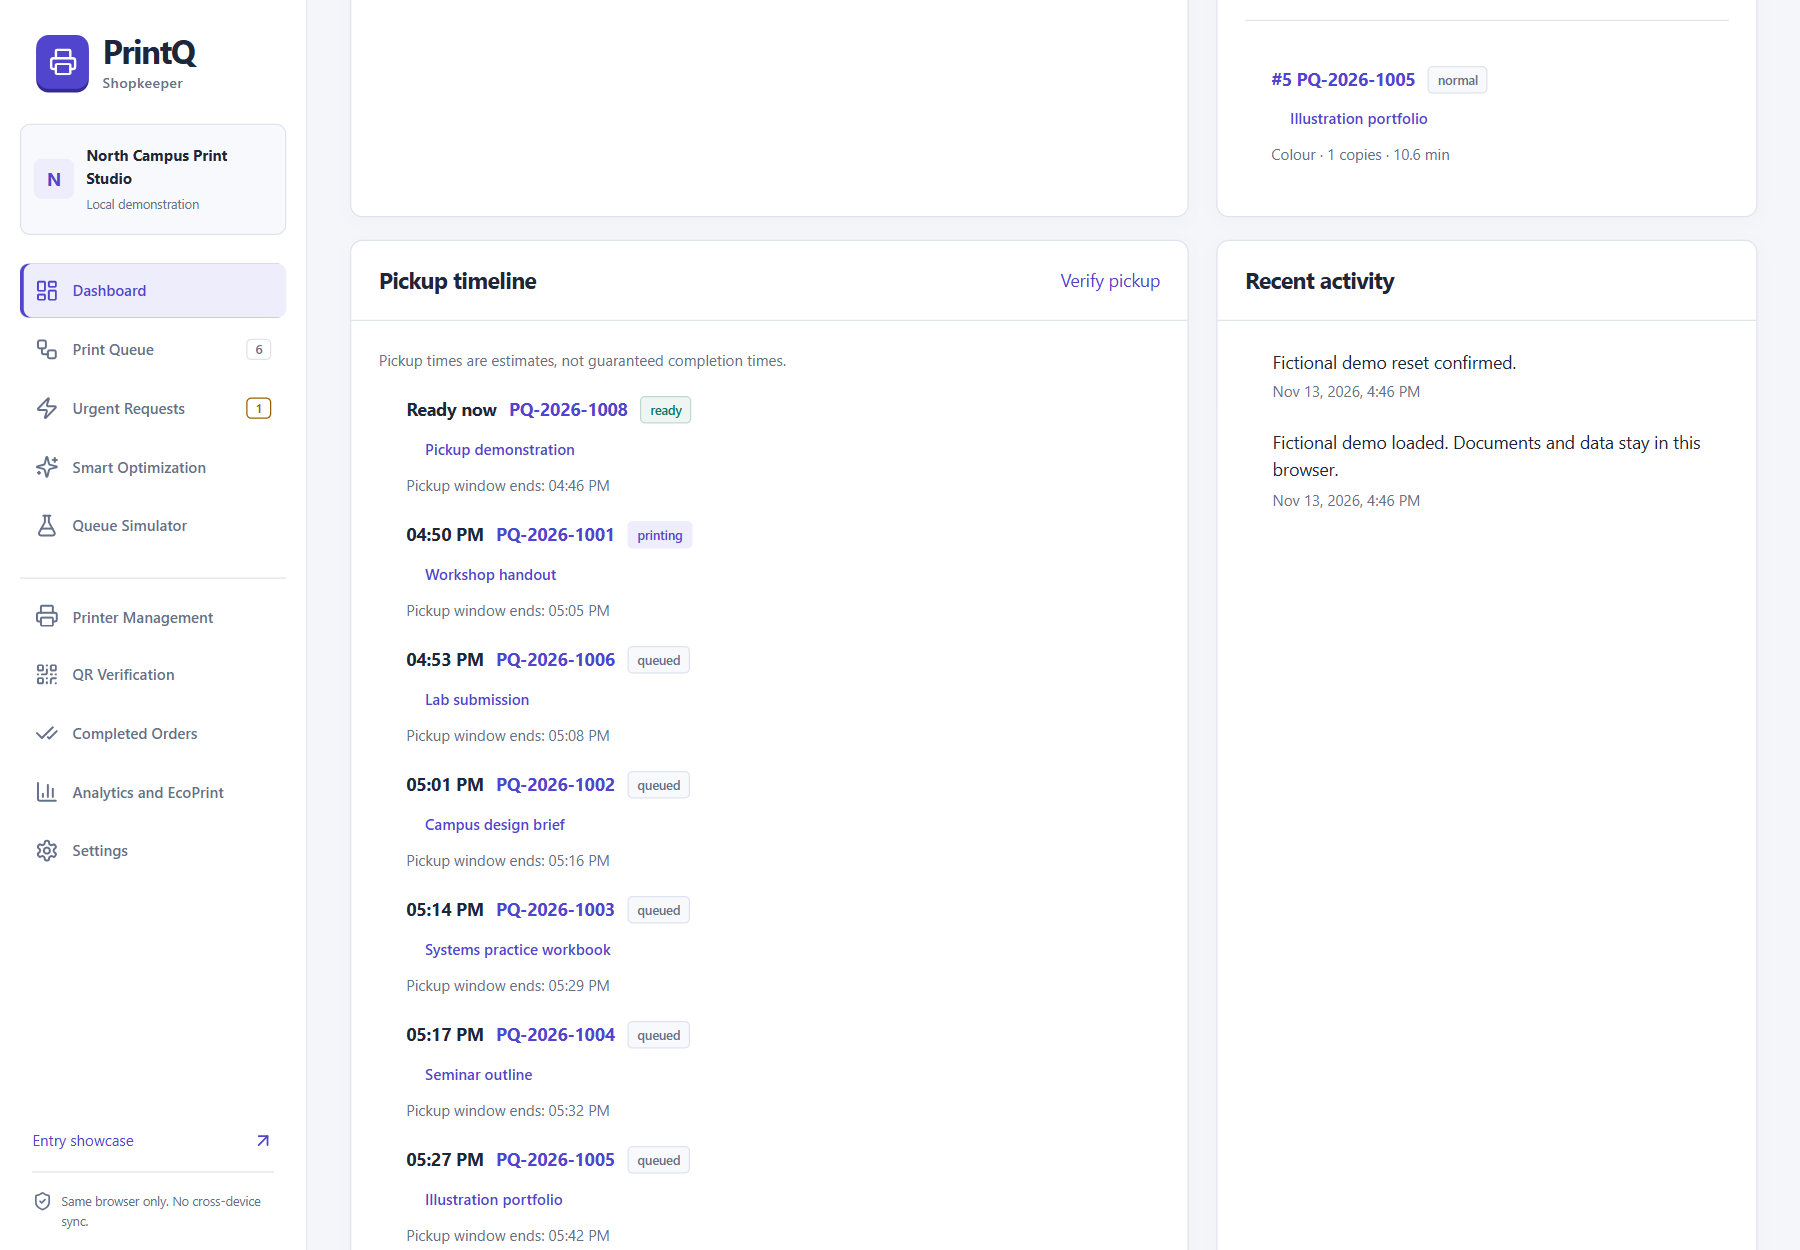 PrintQ
Shopkeeper
N
North Campus Print
Studio
Local demonstration
Dashboard
Print Queue 6
Urgent Requests 1
Smart Optimization
Queue Simulator
Printer Management
QR Verification
Completed Orders
Analytics and EcoPrint
Settings
Entry showcase
Same browser only. No cross-device
sync.
#5 PQ-2026-1005 normal
Illustration portfolio
Colour · 1 copies · 10.6 min
Pickup timeline Verify pickup
Pickup times are estimates, not guaranteed completion times.
Ready now PQ-2026-1008 ready
Pickup demonstration
Pickup window ends: 04:46 PM
04:50 PM PQ-2026-1001 printing
Workshop handout
Pickup window ends: 05:05 PM
04:53 PM PQ-2026-1006 queued
Lab submission
Pickup window ends: 05:08 PM
05:01 PM PQ-2026-1002 queued
Campus design brief
Pickup window ends: 05:16 PM
05:14 PM PQ-2026-1003 queued
Systems practice workbook
Pickup window ends: 05:29 PM
05:17 PM PQ-2026-1004 queued
Seminar outline
Pickup window ends: 05:32 PM
05:27 PM PQ-2026-1005 queued
Illustration portfolio
Pickup window ends: 05:42 PM
Recent activity
Fictional demo reset confirmed.
Nov 13, 2026, 4:46 PM
Fictional demo loaded. Documents and data stay in this
browser.
Nov 13, 2026, 4:46 PM